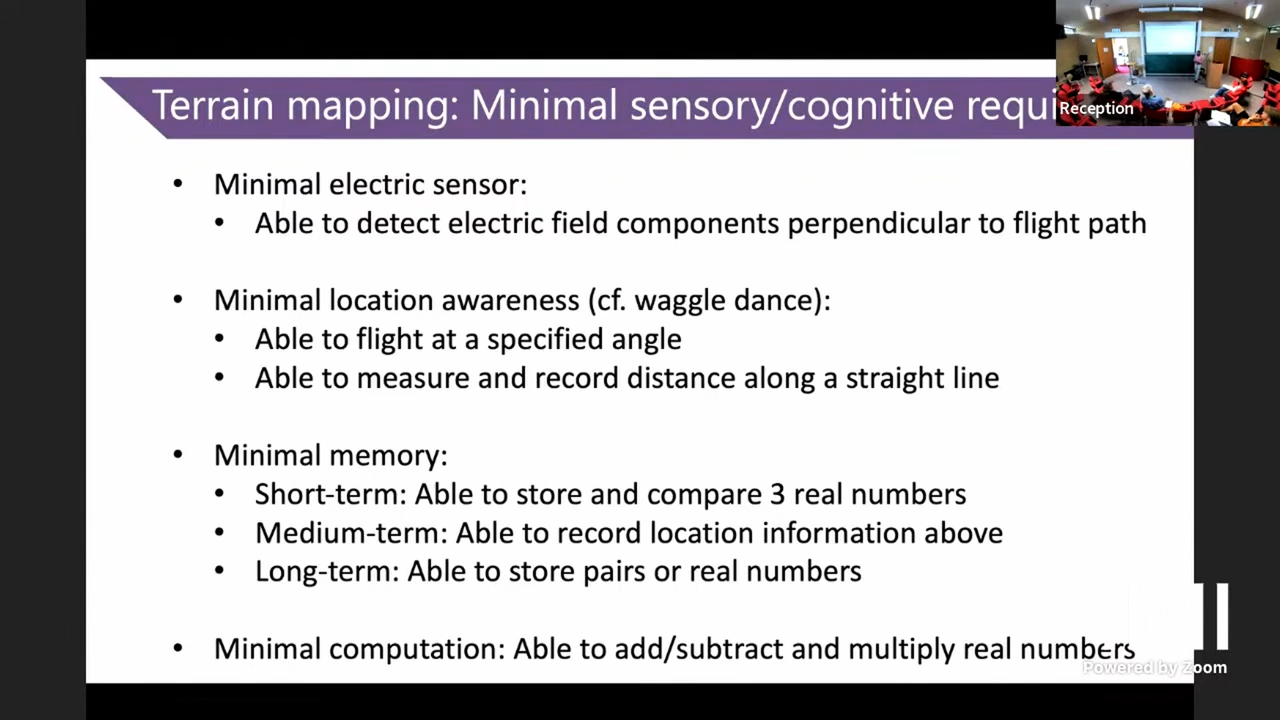 Terrain mapping: Minimal sensory/cognitive requi
Reception
• Minimal electric sensor:
• Able to detect electric field components perpendicular to flight path
• Minimal location awareness (cf. waggle dance):
• Able to flight at a specified angle
• Able to measure and record distance along a straight line
• Minimal memory:
• Short-term: Able to store and compare 3 real numbers
• Medium-term: Able to record location information above
• Long-term: Able to store pairs or real numbers
• Minimal computation: Able to add/subtract and multiply real numbers
Powered by Zoom